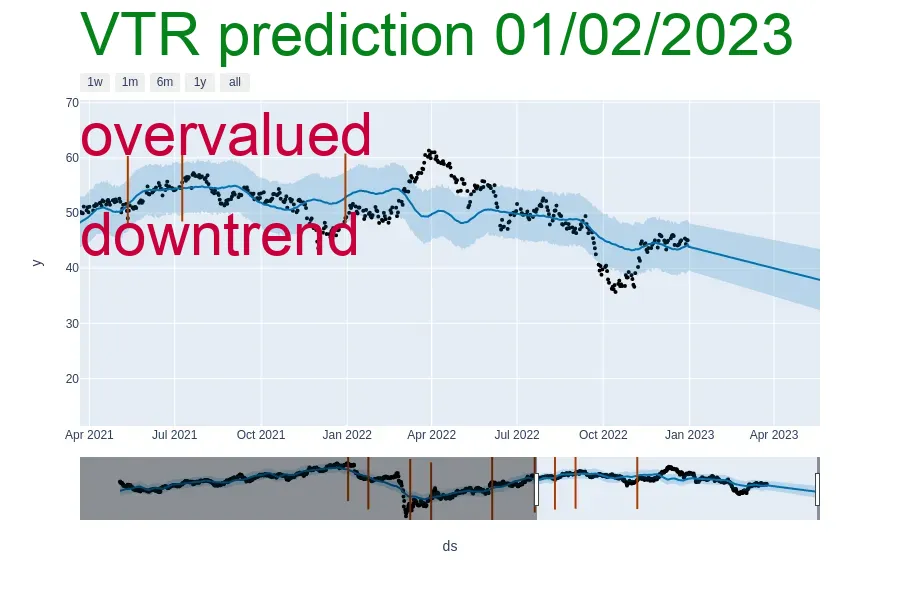 VTR prediction 01/02/2023
1w 1m 6m 1y all
70
overvalued
60
50
downtrend
y
40
30
20
Apr 2021 Jul 2021 Oct 2021 Jan 2022 Apr 2022 Jul 2022 Oct 2022 Jan 2023 Apr 2023
ds